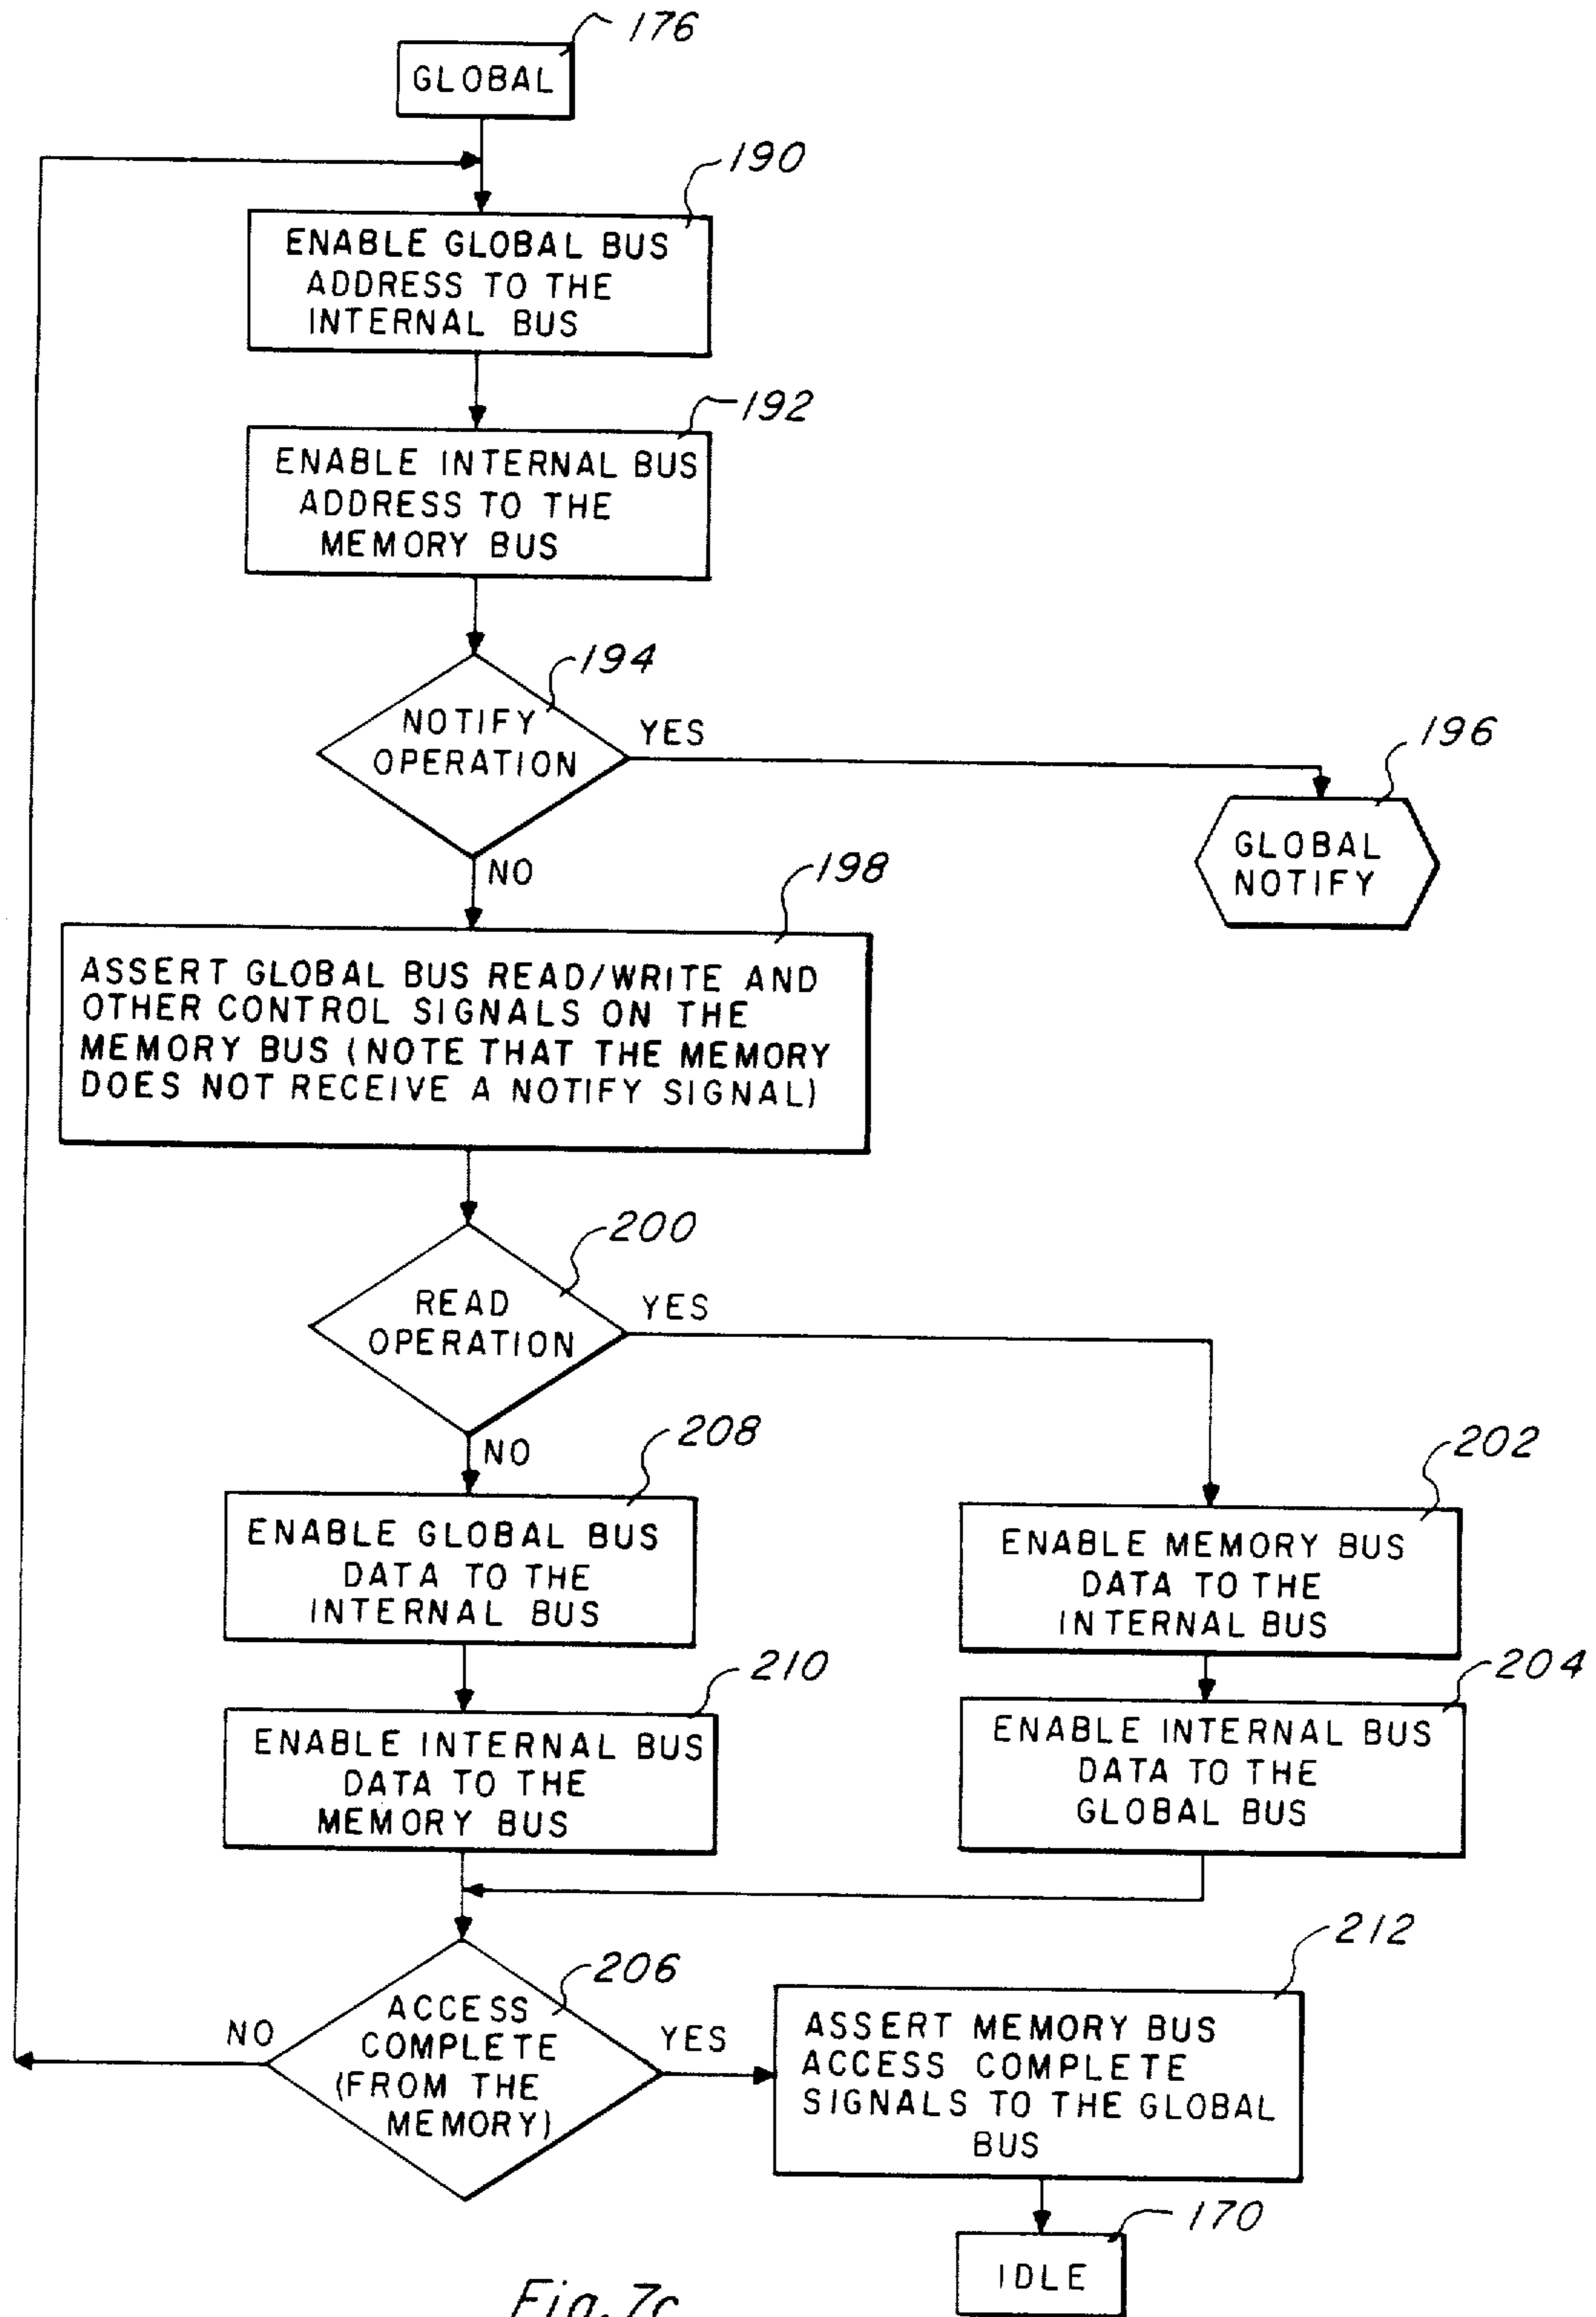 176
GLOBAL
190
ENABLE GLOBAL BUS
ADDRESS TO THE
INTERNAL BUS
192
ENABLE INTERNAL BUS
ADDRESS TO THE
MEMORY BUS
194
NOTIFY
OPERATION
YES
196
GLOBAL
NOTIFY
NO
198
ASSERT GLOBAL BUS READ/WRITE AND
OTHER CONTROL SIGNALS ON THE
MEMORY BUS (NOTE THAT THE MEMORY
DOES NOT RECEIVE A NOTIFY SIGNAL)
200
READ
OPERATION
YES
NO
208
ENABLE GLOBAL BUS
DATA TO THE
INTERNAL BUS
202
ENABLE MEMORY BUS
DATA TO THE
INTERNAL BUS
210
ENABLE INTERNAL BUS
DATA TO THE
MEMORY BUS
204
ENABLE INTERNAL BUS
DATA TO THE
GLOBAL BUS
206
ACCESS
COMPLETE
(FROM THE
MEMORY)
NO
YES
212
ASSERT MEMORY BUS
ACCESS COMPLETE
SIGNALS TO THE GLOBAL
BUS
170
IDLE
Fig. 7c